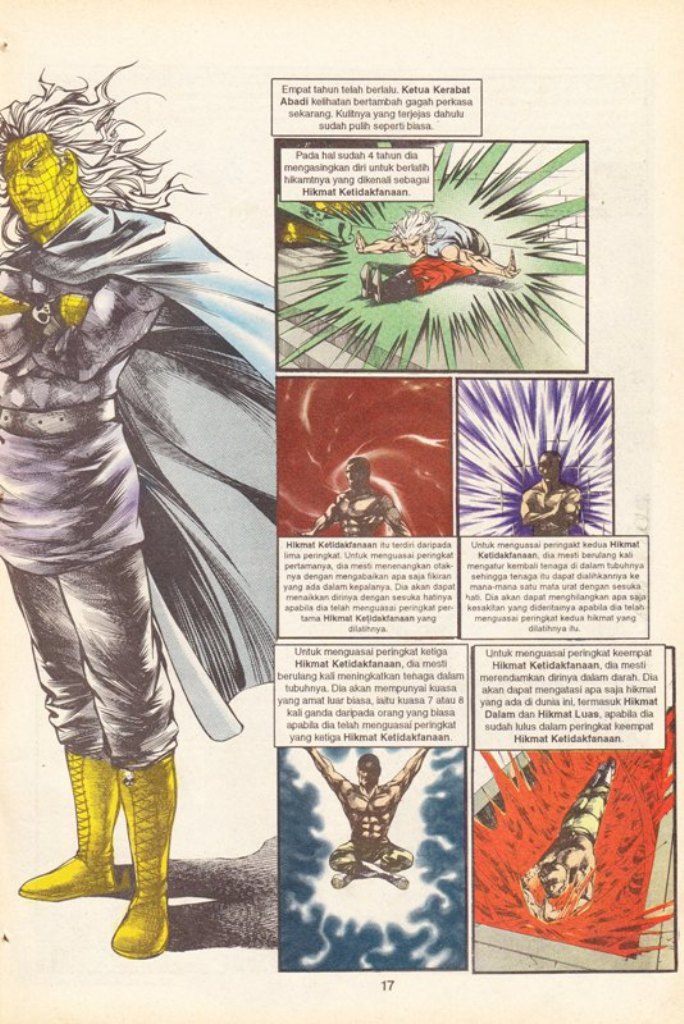 Empat tahun telah berlalu. Ketua Kerabat
Abadi kelihatan bertambah gagah perkasa
sekarang. Kulitnya yang terjejas dahulu
sudah pulih seperti biasa.
Pada hal sudah 4 tahun dia
mengasingkan diri untuk berlatih
hikamtnya yang dikenali sebagai
Hikmat Ketidakfanaan.
Hikmat Ketidakfanaan itu terdiri daripada
lima peringkat. Untuk menguasai peringkat
pertamanya, dia mesti menenangkan otak-
nya dengan mengabaikan apa saja fikiran
yang ada dalam kepalanya. Dia akan dapat
menaikkan dirinya dengan sesuka hatinya
apabila dia telah menguasai peringkat per-
tama Hikmat Ketidakfanaan yang
dilatihnya.
Untuk menguasai peringakt kedua Hikmat
Ketidakfanaan, dia mesti berulang kali
mengatur kembali tenaga di dalam tubuhnya
sehingga tenaga itu dapat dialihkannya ke
mana-mana satu mata urat dengan sesuka
hati. Dia akan dapat menghilangkan apa saja
kesakitan yang dideritainya apabila dia telah
menguasai peringkat kedua hikmat yang
dilatihnya itu.
Untuk menguasai peringkat ketiga
Hikmat Ketidakfanaan, dia mesti
berulang kali meningkatkan tenaga dalam
tubuhnya. Dia akan mempunyai kuasa
yang amat luar biasa, iaitu kuasa 7 atau 8
kali ganda daripada orang yang biasa
apabila dia telah menguasai peringkat
yang ketiga Hikmat Ketidakfanaan.
Untuk menguasai peringkat keempat
Hikmat Ketidakfanaan, dia mesti
merendamkan dirinya dalam darah. Dia
akan dapat mengatasi apa saja hikmat
yang ada di dunia ini, termasuk Hikmat
Dalam dan Hikmat Luas, apabila dia
sudah lulus dalam peringkat keempat
Hikmat Ketidakfanaan.
17